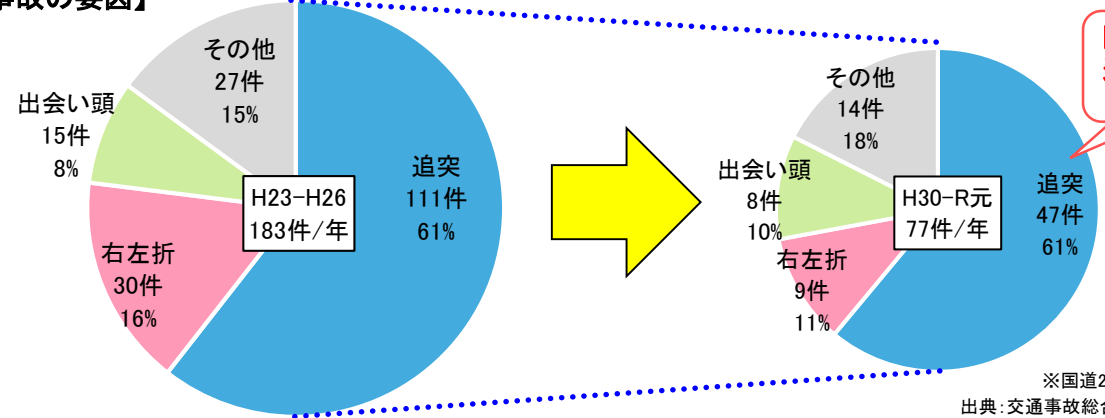 事故の要因】
その他
27件
15%
出会い頭
15件
8%
右左折
30件
16%
追突
111件
61%
H23-H26
183件/年
その他
14件
18%
出会い頭
8件
10%
右左折
9件
11%
追突
47件
61%
H30-R元
77件/年
※国道2
出典:交通事故総合